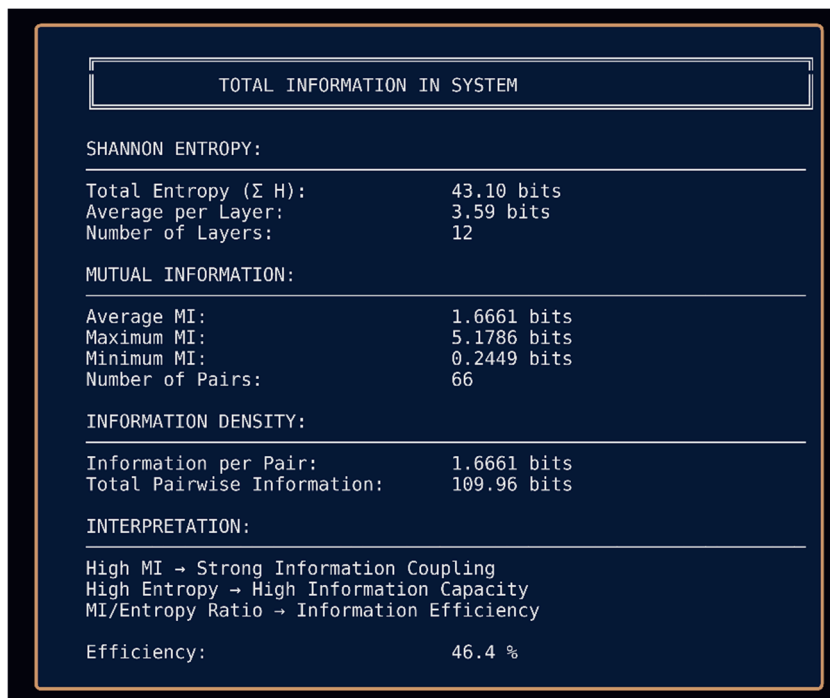 TOTAL INFORMATION IN SYSTEM
SHANNON ENTROPY:
Total Entropy (Σ H): 43.10 bits
Average per Layer: 3.59 bits
Number of Layers: 12
MUTUAL INFORMATION:
Average MI: 1.6661 bits
Maximum MI: 5.1786 bits
Minimum MI: 0.2449 bits
Number of Pairs: 66
INFORMATION DENSITY:
Information per Pair: 1.6661 bits
Total Pairwise Information: 109.96 bits
INTERPRETATION:
High MI → Strong Information Coupling
High Entropy → High Information Capacity
MI/Entropy Ratio → Information Efficiency
Efficiency: 46.4 %